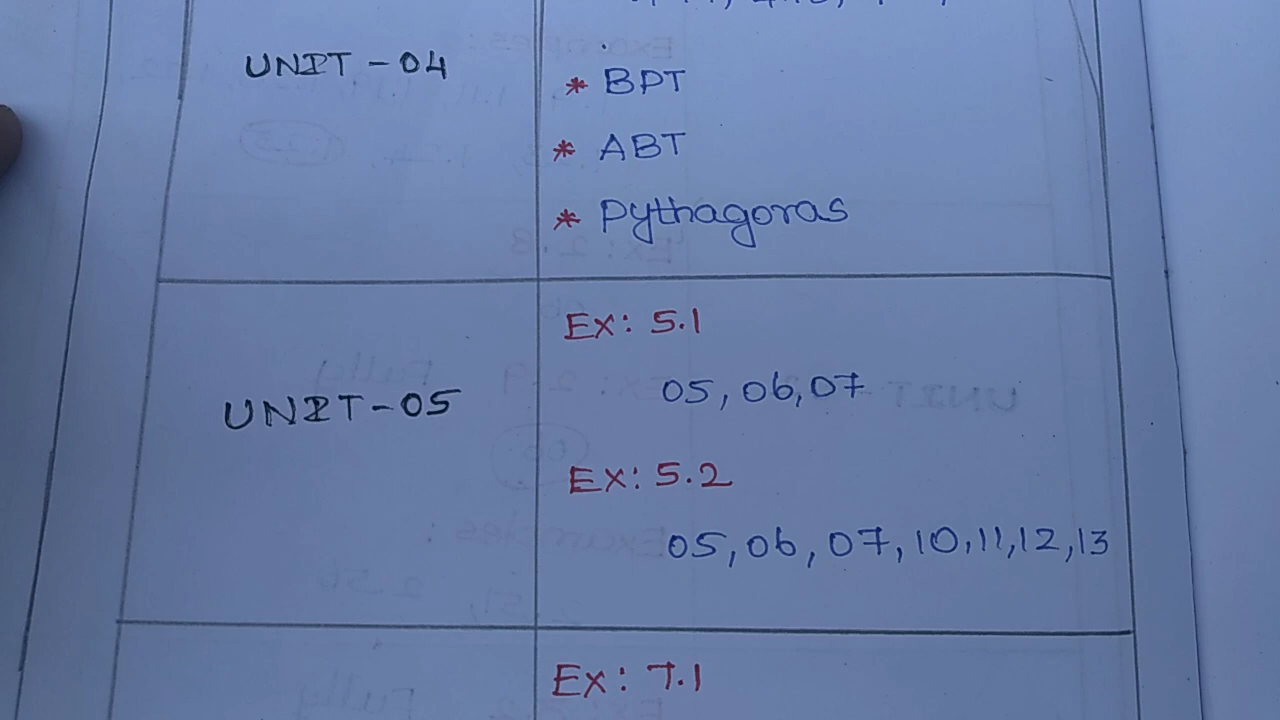 UNIT - 04
* BPT
* ABT
* Pythagoras
UNIT - 05
Ex: 5.1
05, 06, 07
Ex: 5.2
05, 06, 07, 10, 11, 12, 13
Ex: 7.1